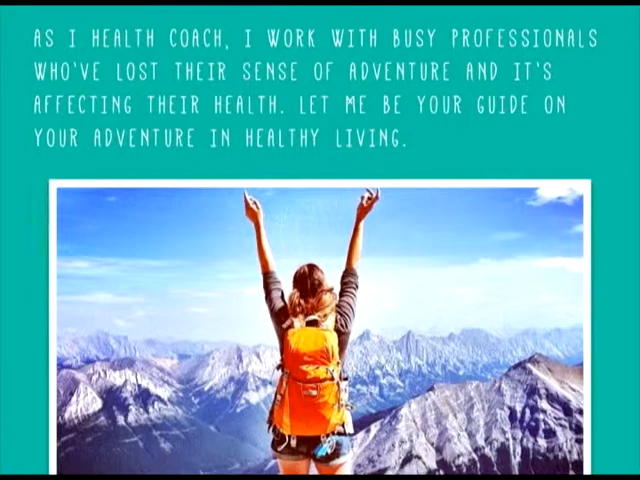 AS I HEALTH COACH, I WORK WITH BUSY PROFESSIONALS
WHO'VE LOST THEIR SENSE OF ADVENTURE AND IT'S
AFFECTING THEIR HEALTH. LET ME BE YOUR GUIDE ON
YOUR ADVENTURE IN HEALTHY LIVING.